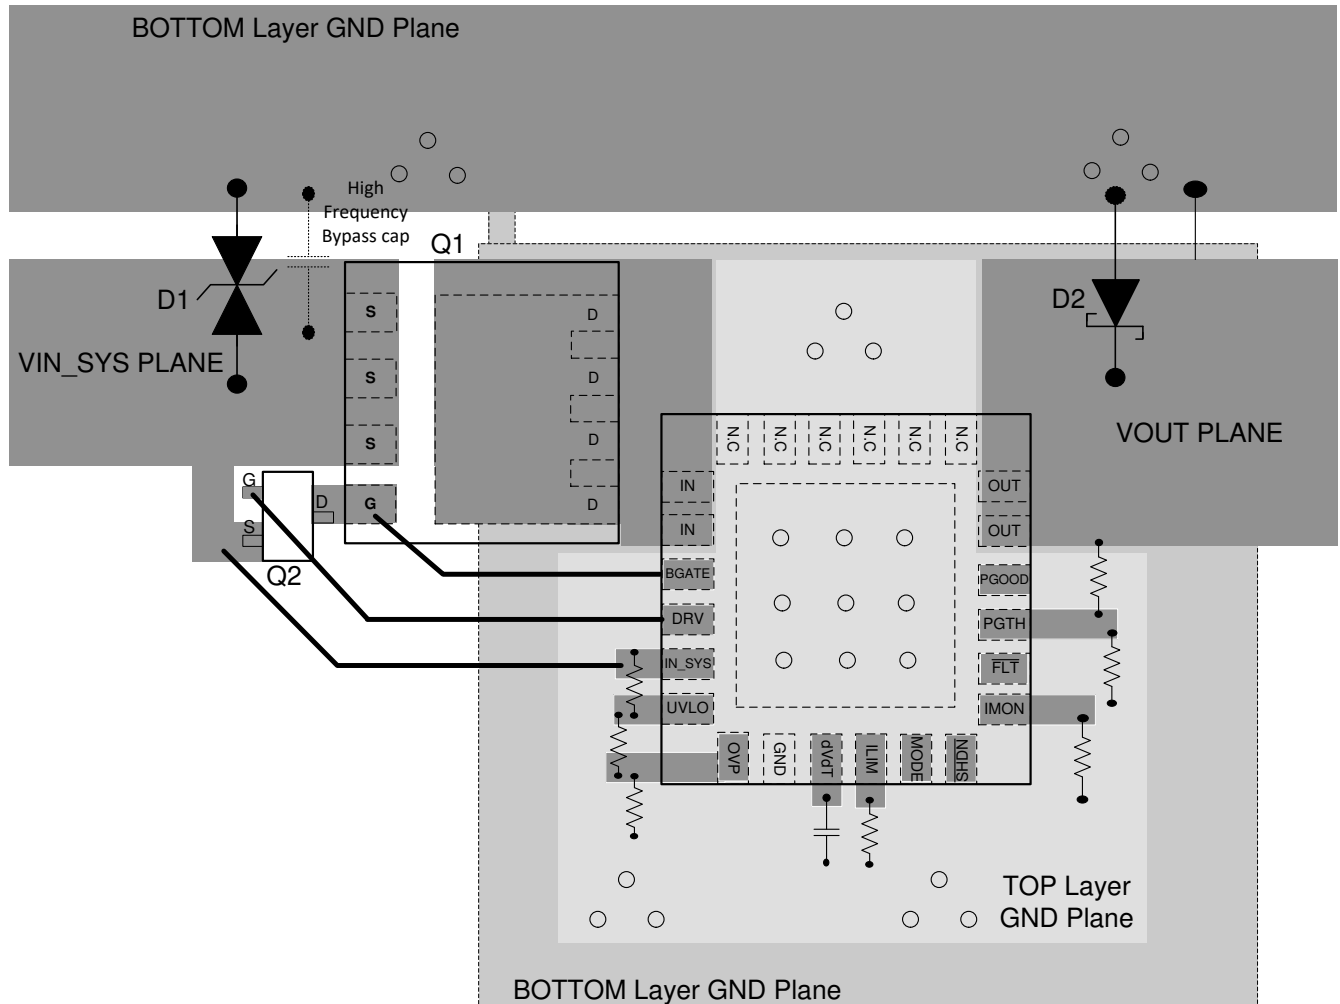 BOTTOM Layer GND Plane
High
Frequency
Bypass cap
Q1
D1
D2
VIN_SYS PLANE
VOUT PLANE
S
S
S
G
D
D
D
D
G
S
D
Q2
N.C
N.C
N.C
N.C
N.C
N.C
IN
IN
BGATE
DRV
IN_SYS
UVLO
OUT
OUT
PGOOD
PGTH
FLT
IMON
OVP
GND
dVdT
ILIM
MODE
SHDN
TOP Layer
GND Plane
BOTTOM Layer GND Plane